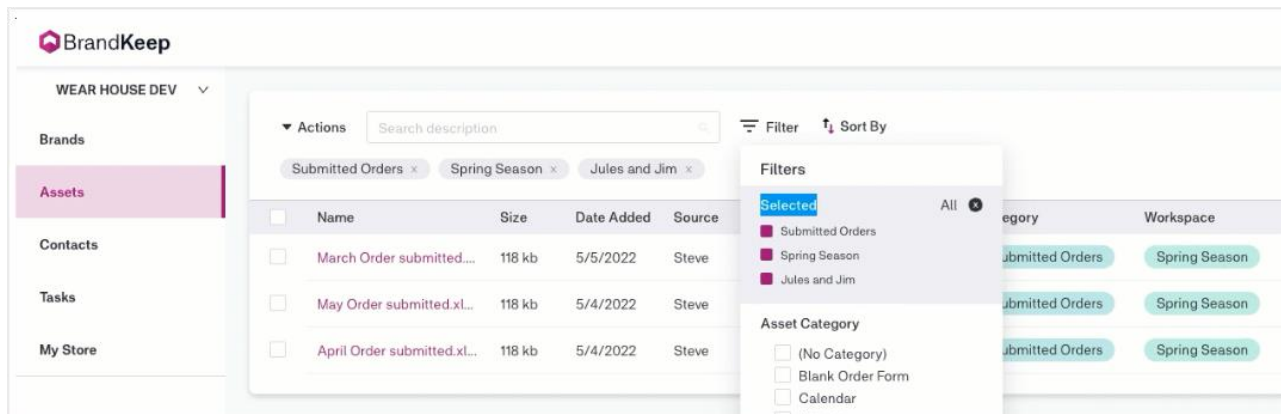 BrandKeep
WEAR HOUSE DEV
Brands
Assets
Contacts
Tasks
My Store
Actions
Search description
Filter
Sort By
Submitted Orders × Spring Season × Jules and Jim ×
Name Size Date Added Source egory Workspace
March Order submitted.... 118 kb 5/5/2022 Steve ubmitted Orders Spring Season
May Order submitted.xl... 118 kb 5/4/2022 Steve ubmitted Orders Spring Season
April Order submitted.xl... 118 kb 5/4/2022 Steve ubmitted Orders Spring Season
Filters
Selected All
Submitted Orders
Spring Season
Jules and Jim
Asset Category
(No Category)
Blank Order Form
Calendar